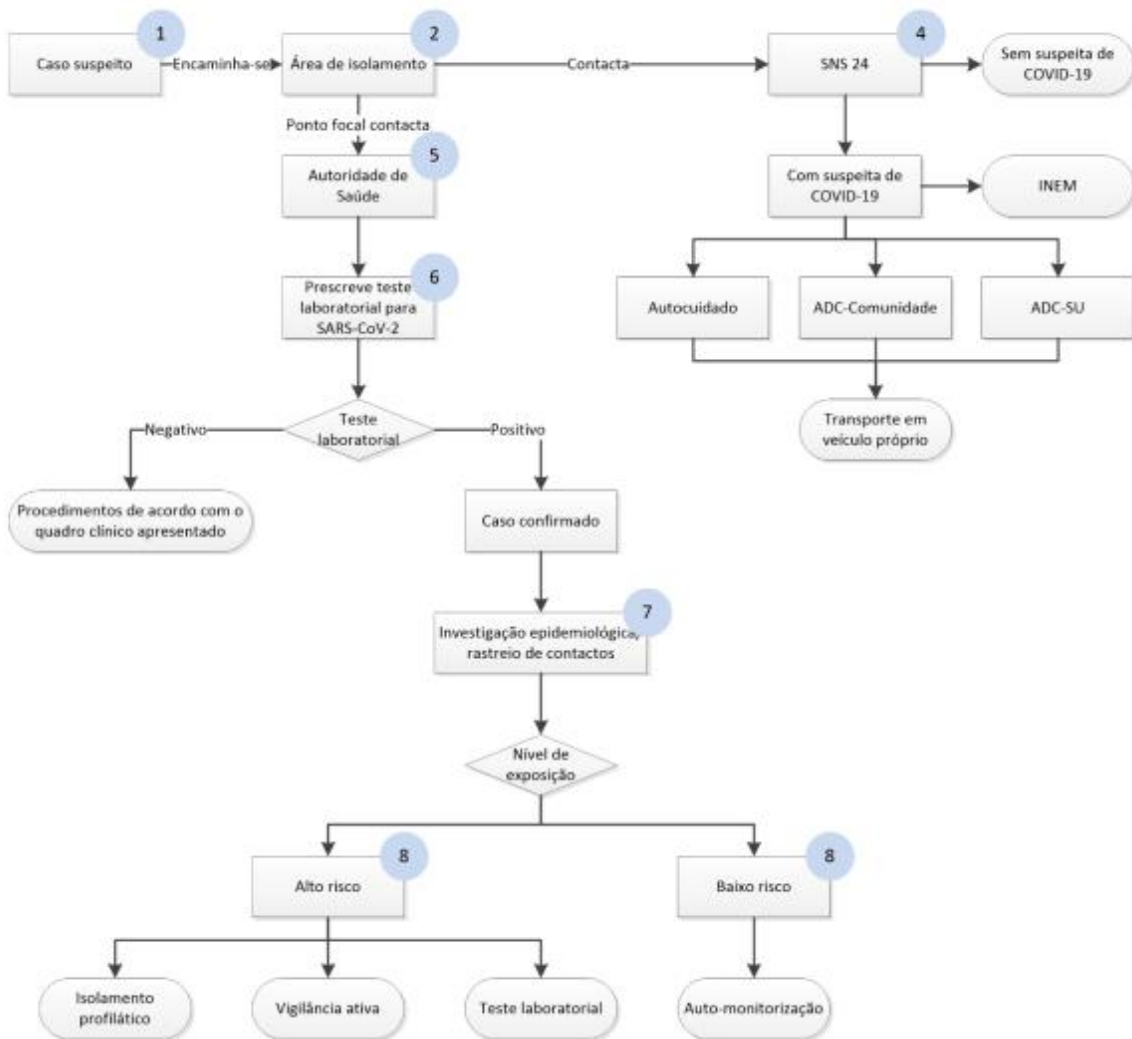 1
2
4
Caso suspeito
Encaminha-se
Área de isolamento
Contacta
SNS 24
Sem suspeita de
COVID-19
Ponto focal contacta
5
Autoridade de
Saúde
Com suspeita de
COVID-19
INEM
6
Prescreve teste
laboratorial para
SARS-CoV-2
Autocuidado
ADC-Comunidade
ADC-SU
Negativo
Teste
laboratorial
Positivo
Transporte em
veículo próprio
Procedimentos de acordo com o
quadro clínico apresentado
Caso confirmado
7
Investigação epidemiológica,
rastreio de contactos
Nível de
exposição
8
8
Alto risco
Baixo risco
Isolamento
profilático
Vigilância ativa
Teste laboratorial
Auto-monitorização